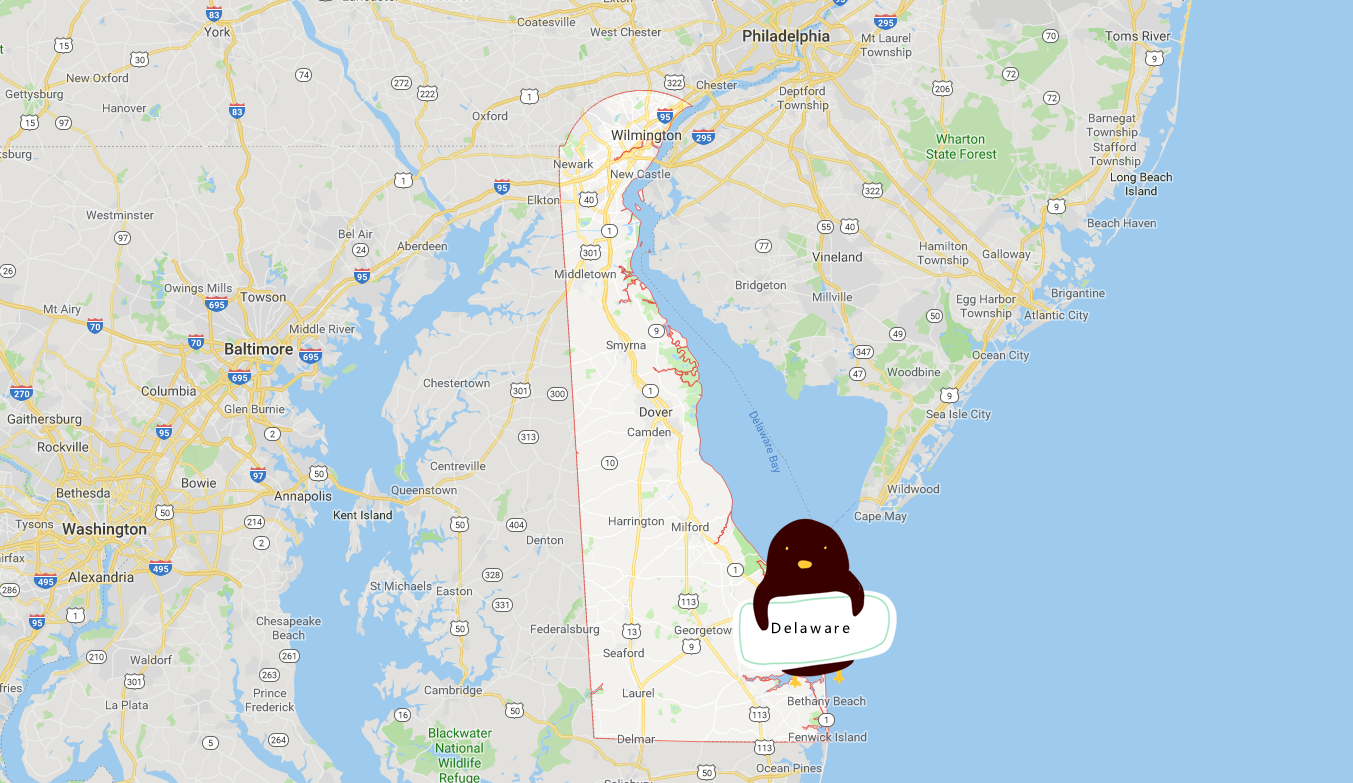 Lancaster
Exton
83
York
Coatesville
West Chester
Philadelphia
295
Mt Laurel
Township
70
Toms River
15
30
New Oxford
74
272
222
1
322
Chester
Deptford
Township
206
72
9
Gettysburg
Hanover
83
Oxford
72
15
97
95
Wilmington
295
Barnegat
Township
Stafford
Township
Wharton
State Forest
Newark
New Castle
1
95
Elkton
40
322
Long Beach
Island
9
Westminster
97
Bel Air
24
Aberdeen
1
301
55
40
77
Beach Haven
Hamilton
Township
Galloway
Vineland
26
95
Middletown
Owings Mills
695
Towson
Bridgeton
Millville
Egg Harbor
Township
Brigantine
Atlantic City
50
Mt Airy
70
70
Middle River
9
Smyrna
49
Baltimore
695
347
Ocean City
47
Woodbine
695
Columbia
Chestertown
301
300
1
9
270
Glen Burnie
Dover
Sea Isle City
Gaithersburg
95
2
313
Camden
Delaware Bay
Rockville
10
97
50
Centreville
Bowie
Bethesda
Annapolis
Queenstown
Wildwood
Tysons
50
Kent Island
Cape May
Washington
214
50
404
Harrington
Milford
2
Denton
fairfax
495
495
Alexandria
1
286
328
St Michaels
Easton
113
331
1
95
Chesapeake
Beach
50
Federalsburg
13
Georgetow
Delaware
9
210
261
Seaford
Waldorf
263
301
Prince
Frederick
Cambridge
Laurel
fries
La Plata
50
Bethany Beach
16
113
1
5
264
Blackwater
National
Wildlife
Refuge
Delmar
Fenwick Island
113
Ocean Pines
50